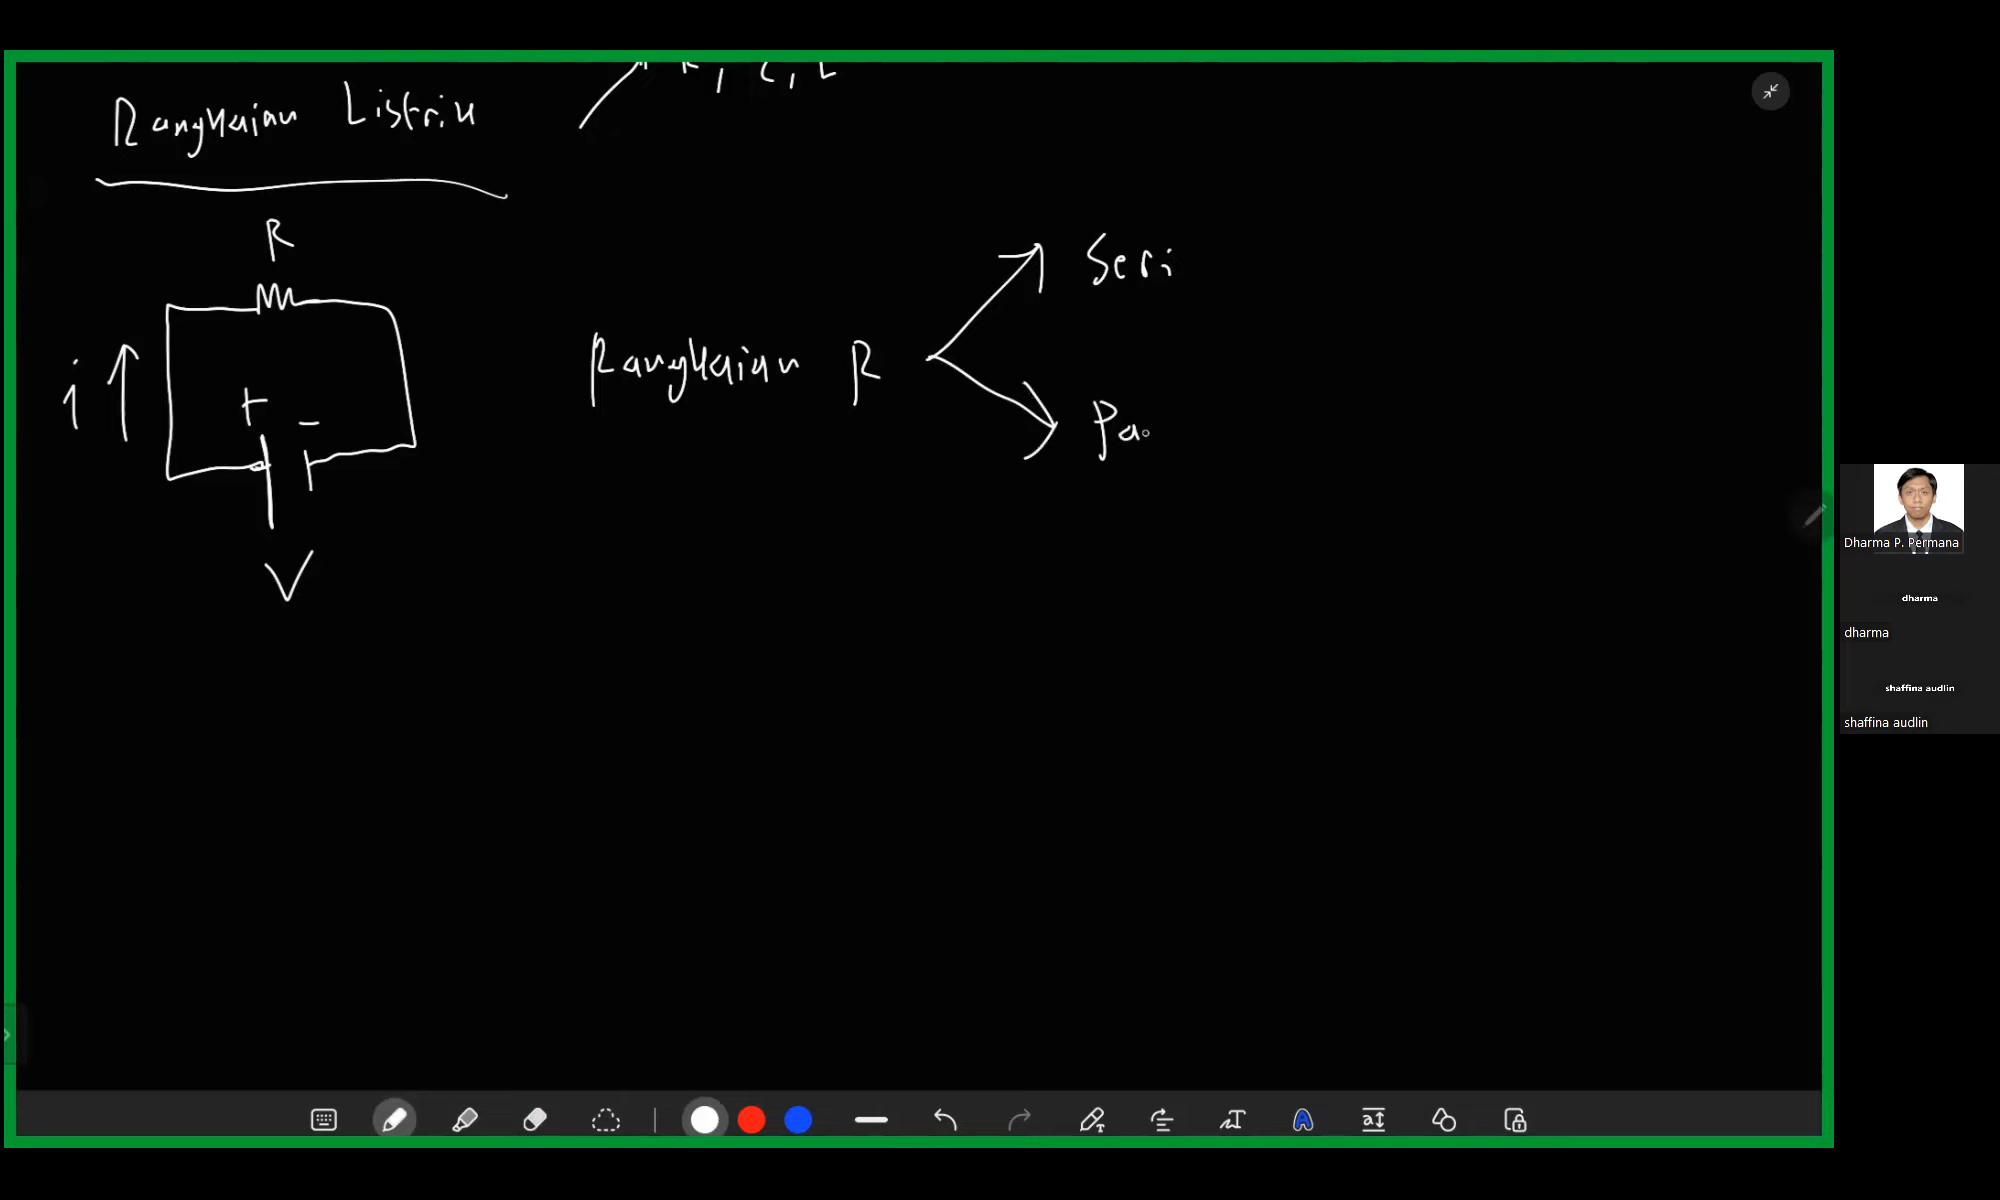 R, C, L
Rangkaian Listrik
R
i
+ -
V
Rangkaian R
Seri
Pa
Dharma P. Permana
dharma
dharma
shaffina audlin
shaffina audlin